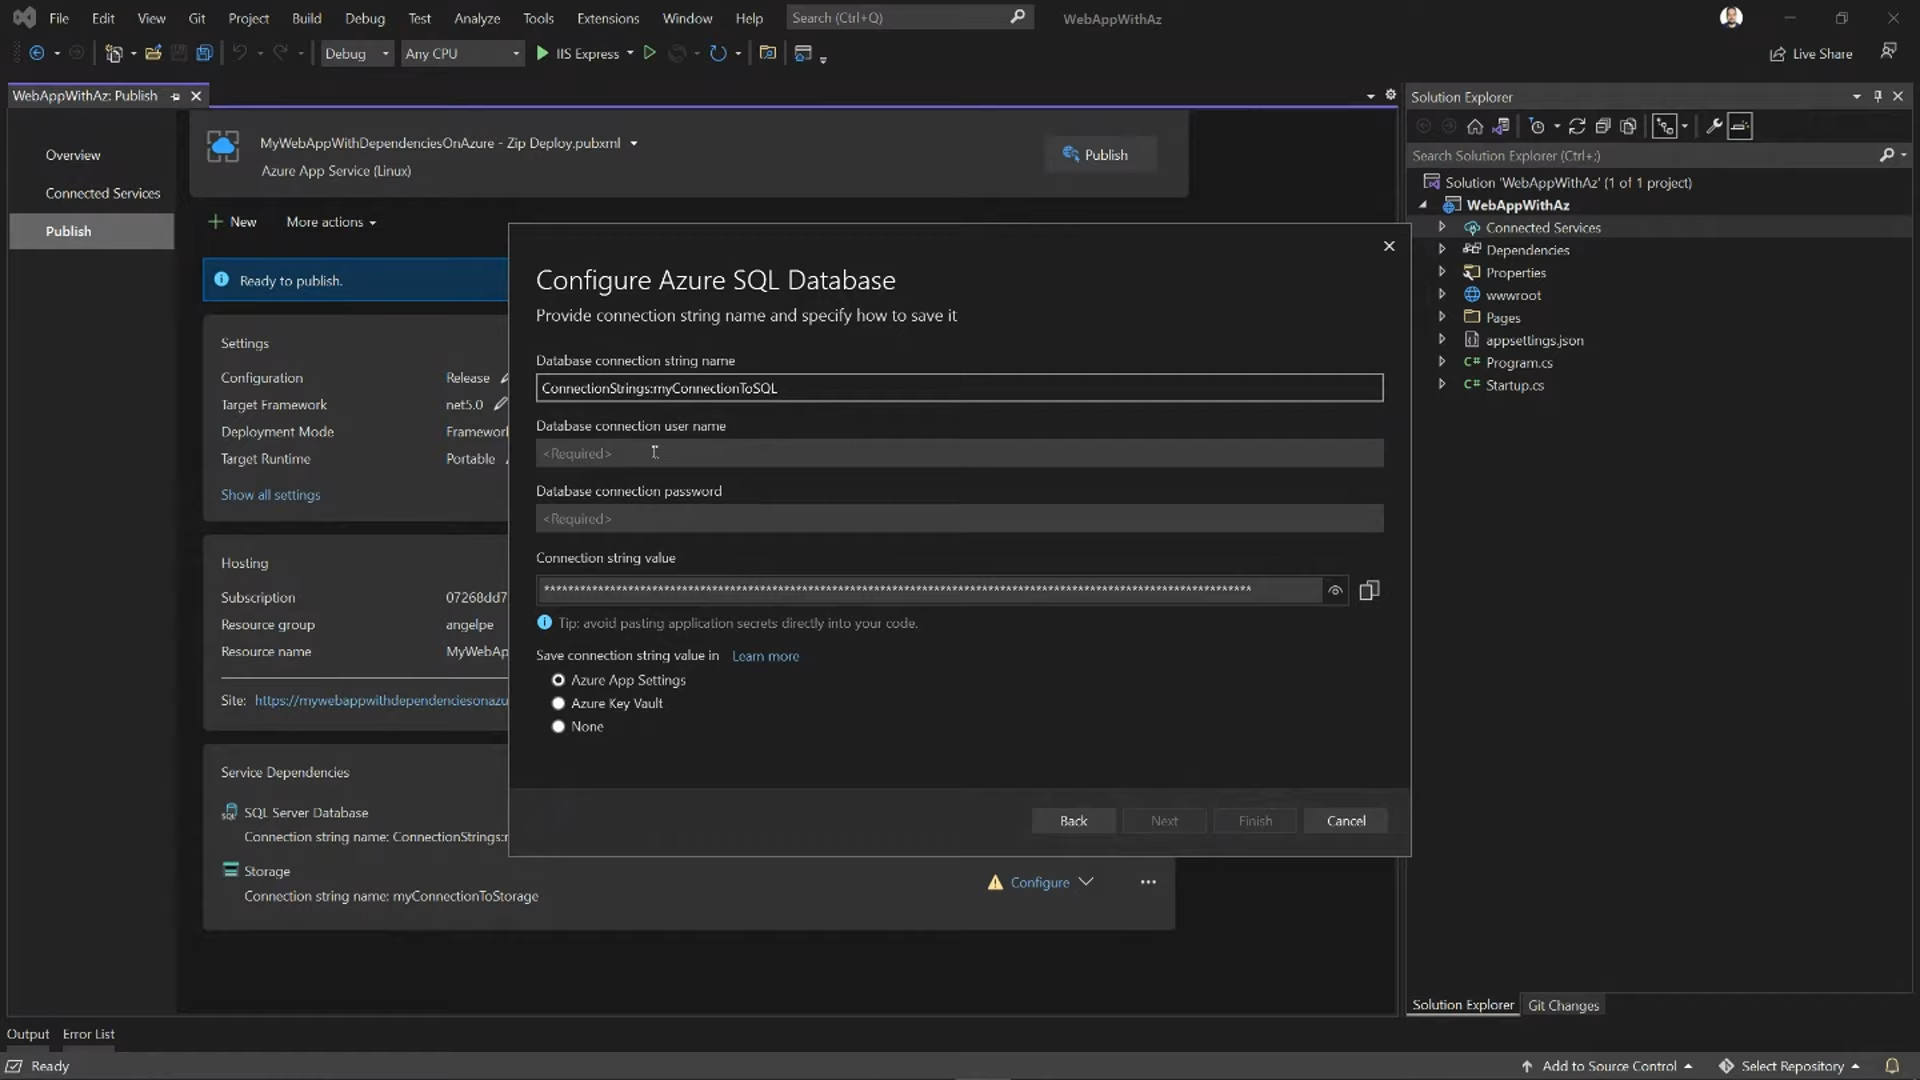 File Edit View Git Project Build Debug Test Analyze Tools Extensions Window Help Search (Ctrl+Q) WebAppWithAz
Debug Any CPU IIS Express Live Share
WebAppWithAz: Publish
Overview
Connected Services
Publish
MyWebAppWithDependenciesOnAzure - Zip Deploy.pubxml
Azure App Service (Linux)
Publish
New More actions
Ready to publish.
Settings
Configuration Release
Target Framework net5.0
Deployment Mode Framework
Target Runtime Portable
Show all settings
Hosting
Subscription 07268dd7
Resource group angelpe
Resource name MyWebAp
Site: https://mywebappwithdependenciesonazu
Service Dependencies
SQL Server Database
Connection string name: ConnectionStrings:
Storage
Connection string name: myConnectionToStorage
Configure
Configure Azure SQL Database
Provide connection string name and specify how to save it
Database connection string name
ConnectionStrings:myConnectionToSQL
Database connection user name
<Required>
Database connection password
<Required>
Connection string value
Tip: avoid pasting application secrets directly into your code.
Save connection string value in Learn more
Azure App Settings
Azure Key Vault
None
Back Next Finish Cancel
Solution Explorer
Search Solution Explorer (Ctrl+;)
Solution 'WebAppWithAz' (1 of 1 project)
WebAppWithAz
Connected Services
Dependencies
Properties
wwwroot
Pages
appsettings.json
C# Program.cs
C# Startup.cs
Solution Explorer Git Changes
Output Error List
Ready Add to Source Control Select Repository